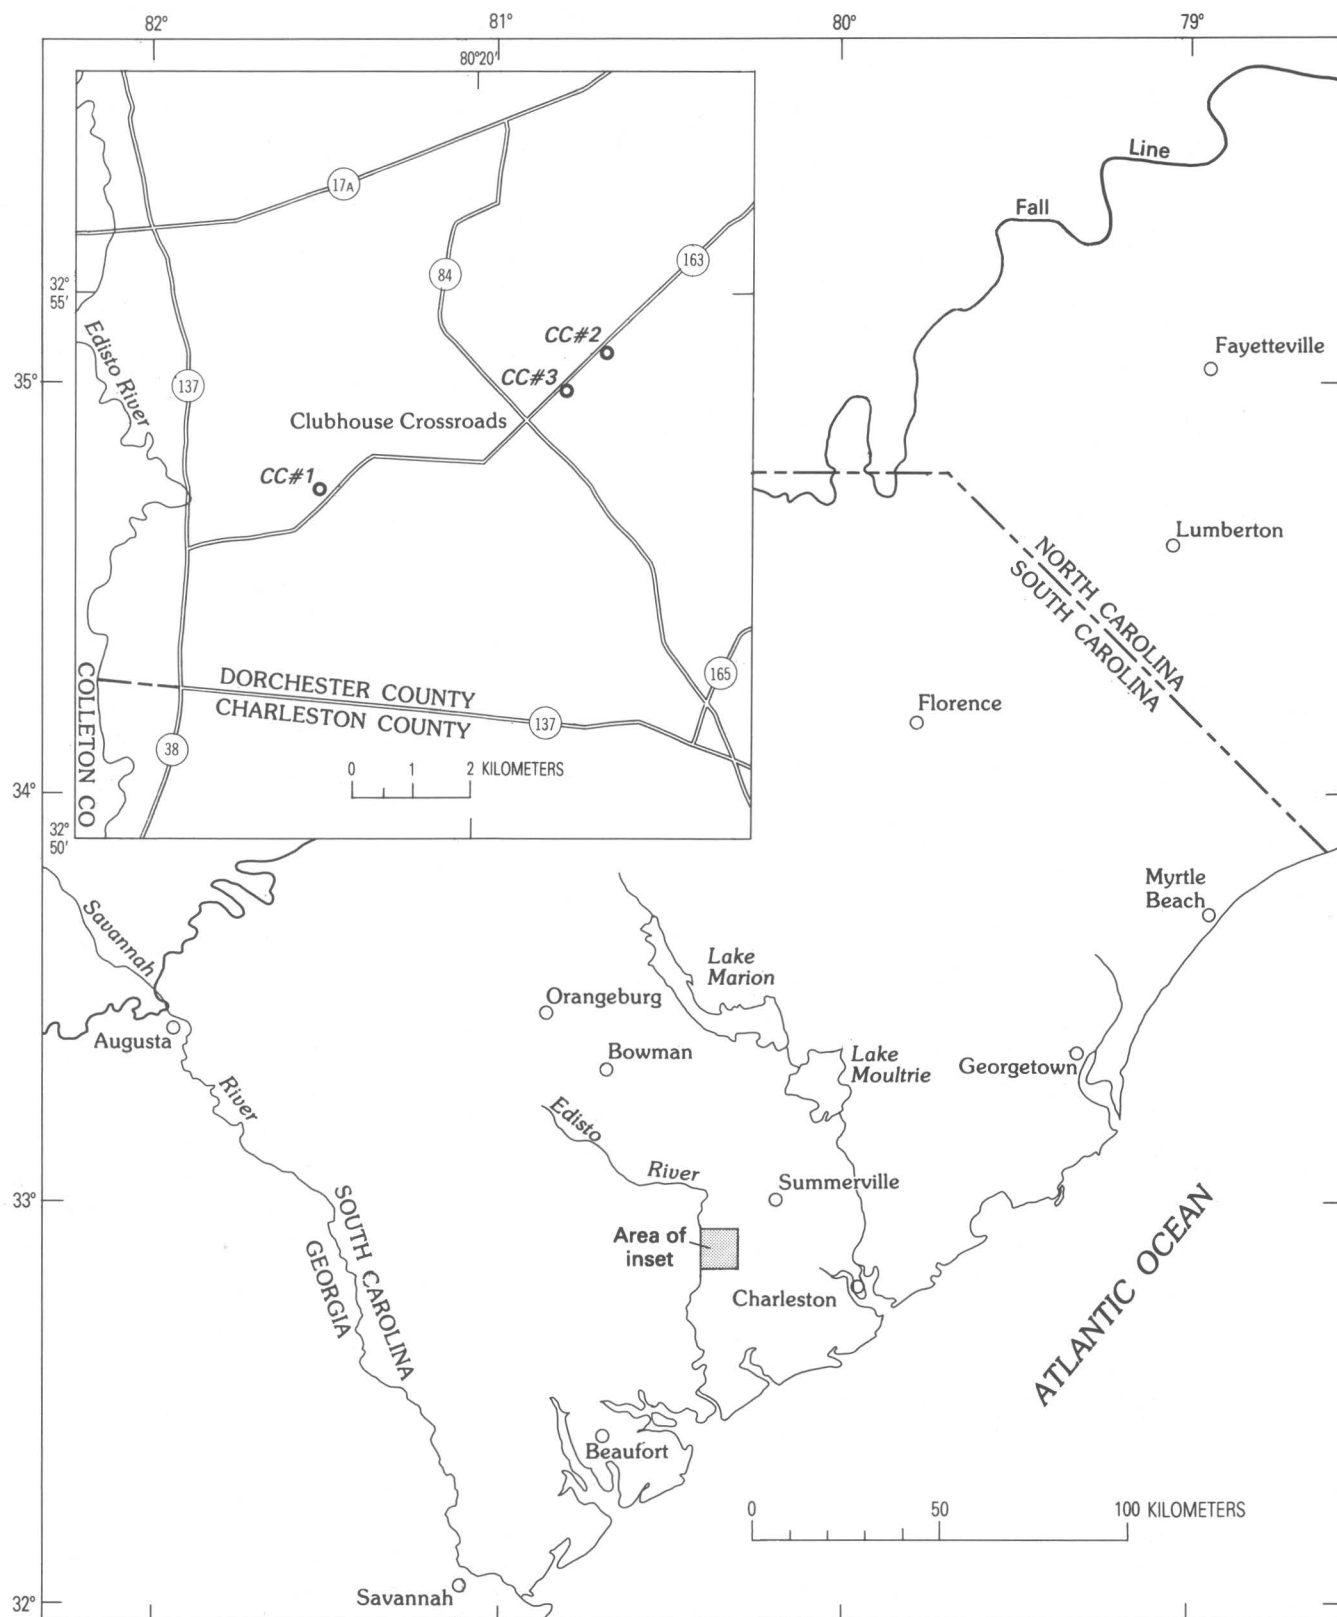 82°
81°
80°
79°
80°20'
Line
17A
Fall
163
84
32°
55'
Edisto River
CC#2
Fayetteville
35°
137
CC#3
Clubhouse Crossroads
CC#1
Lumberton
NORTH CAROLINA
SOUTH CAROLINA
COLLETON CO
DORCHESTER COUNTY
165
CHARLESTON COUNTY
137
Florence
38
0 1 2 KILOMETERS
34°
32°
50'
Myrtle
Beach
Savannah
Lake
Marion
Orangeburg
Augusta
Bowman
Lake
Moultrie
Georgetown
River
Edisto
River
Summerville
33°
SOUTH CAROLINA
GEORGIA
Area of
inset
Charleston
ATLANTIC OCEAN
Beaufort
0 50 100 KILOMETERS
Savannah
32°